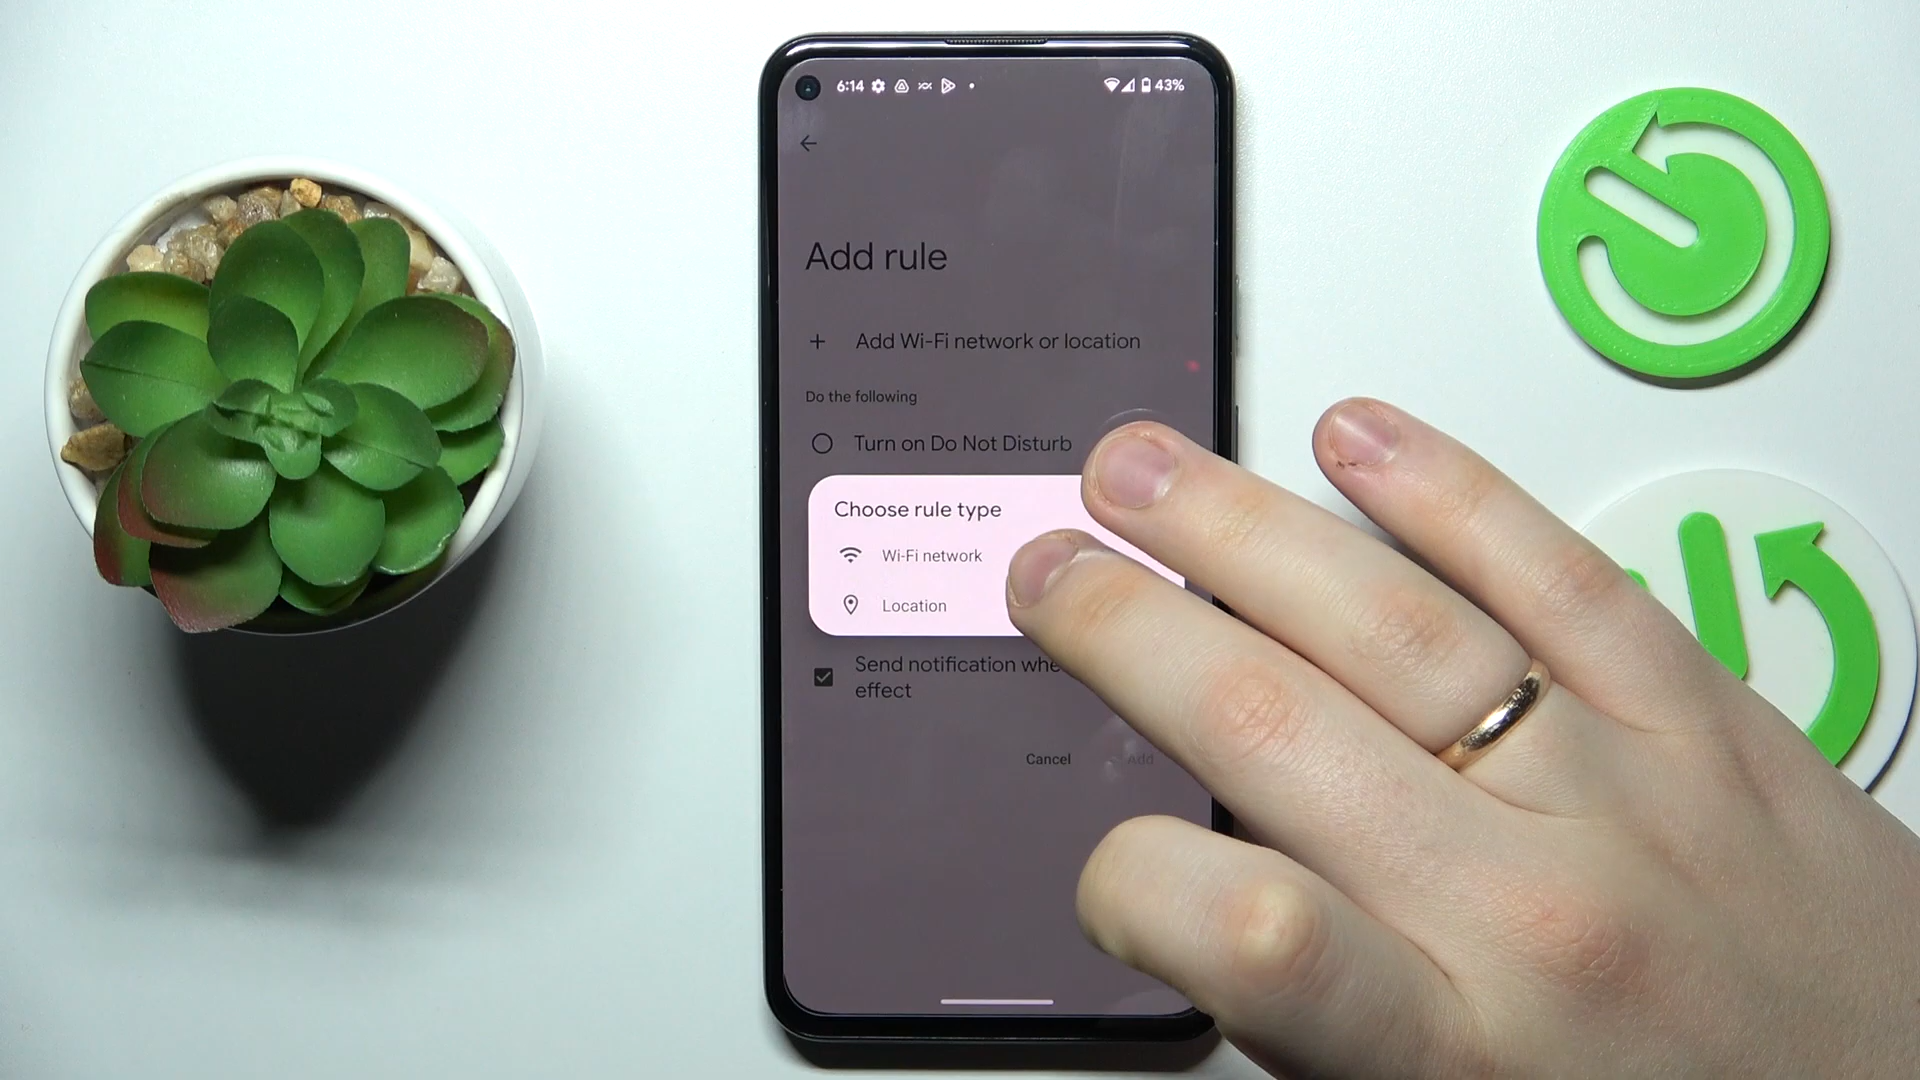 6:14 43%
Add rule
+ Add Wi-Fi network or location
Do the following
Turn on Do Not Disturb
Choose rule type
Wi-Fi network
Location
Send notification
effect
Cancel Add